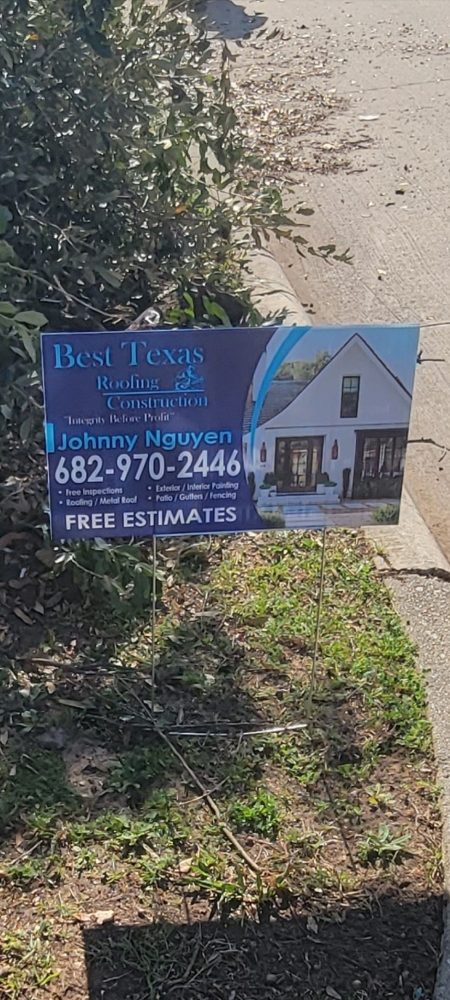 Best Texas
Roofing
Construction
"Integrity Before Profit"
Johnny Nguyen
682-970-2446
• Free Inspections • Exterior / Interior Painting
• Roofing / Metal Roof • Patio / Gutters / Fencing
FREE ESTIMATES